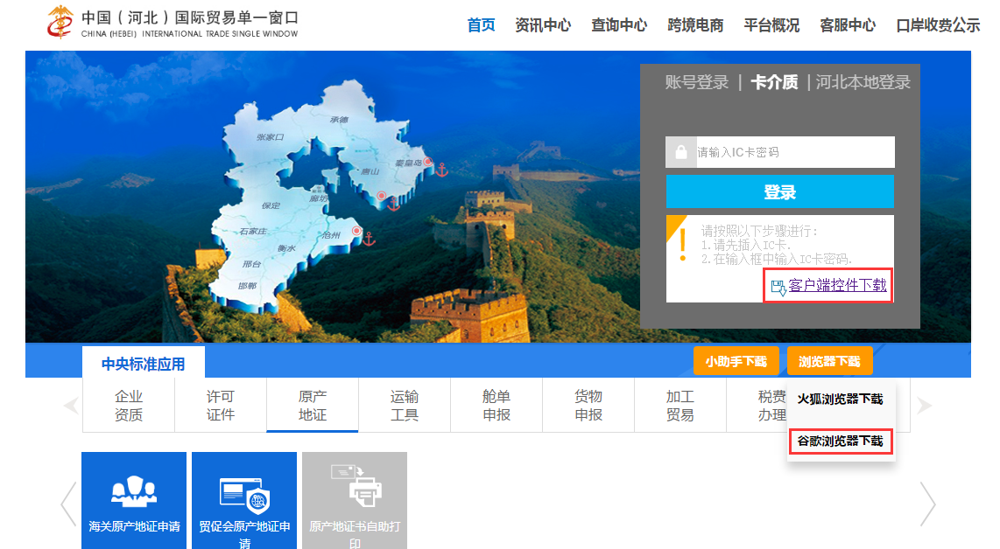 中国（河北）国际贸易单一窗口
CHINA (HEBEI) INTERNATIONAL TRADE SINGLE WINDOW
首页 资讯中心 查询中心 跨境电商 平台概况 客服中心 口岸收费公示
账号登录 | 卡介质 | 河北本地登录
承德
张家口
秦皇岛
唐山
廊坊
保定
石家庄
沧州
衡水
邢台
邯郸
请输入IC卡密码
登录
请按照以下步骤进行:
1.请先插入IC卡.
2.在输入框中输入IC卡密码.
客户端控件下载
中央标准应用
小助手下载 浏览器下载
火狐浏览器下载
谷歌浏览器下载
企业 许可 原产 运输 舱单 货物 加工 税费
资质 证件 地证 工具 申报 申报 贸易 办理
海关原产地证申请 贸促会原产地证申 原产地证书自助打
请 印